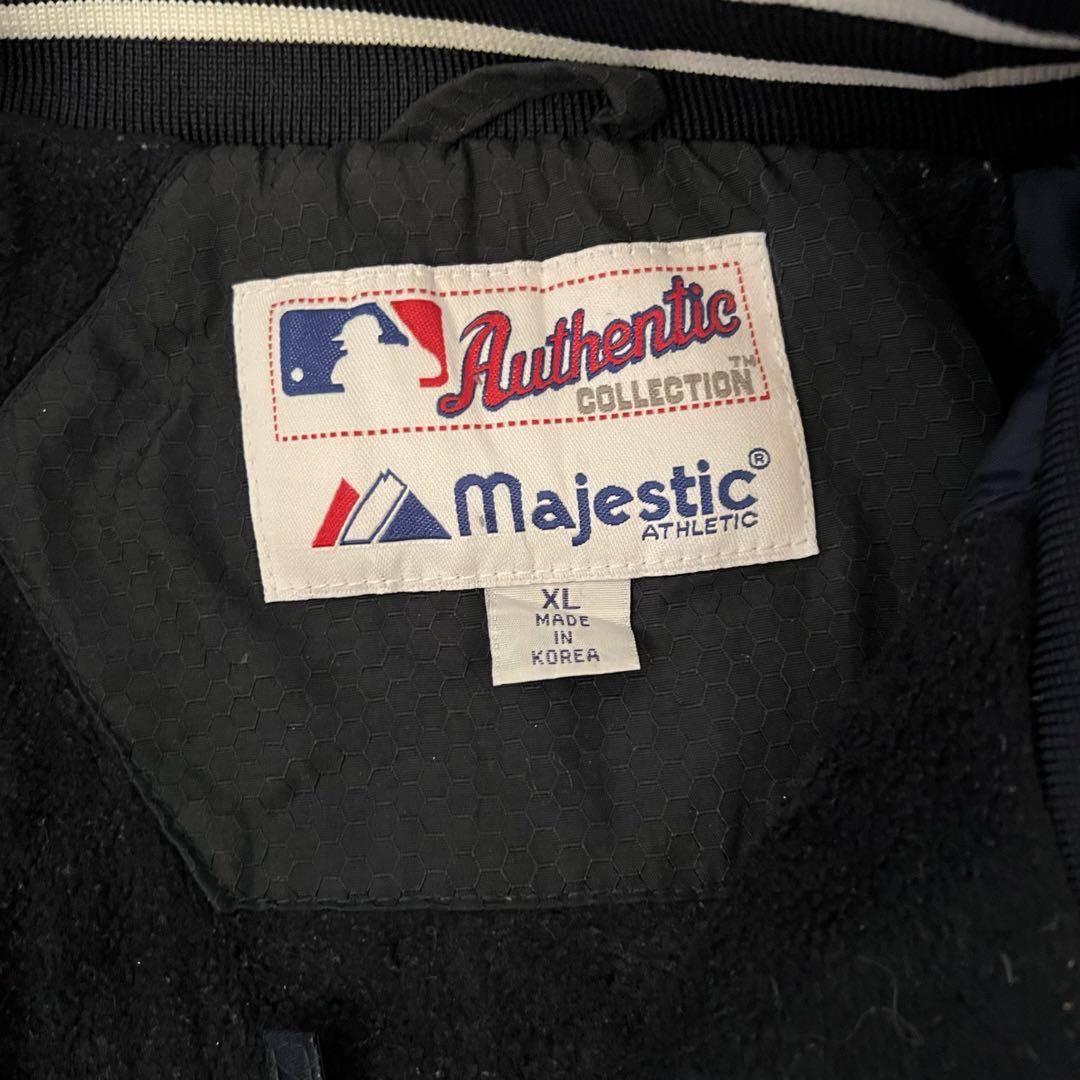 Authentic
COLLECTION™
Majestic®
ATHLETIC
XL
MADE
IN
KOREA